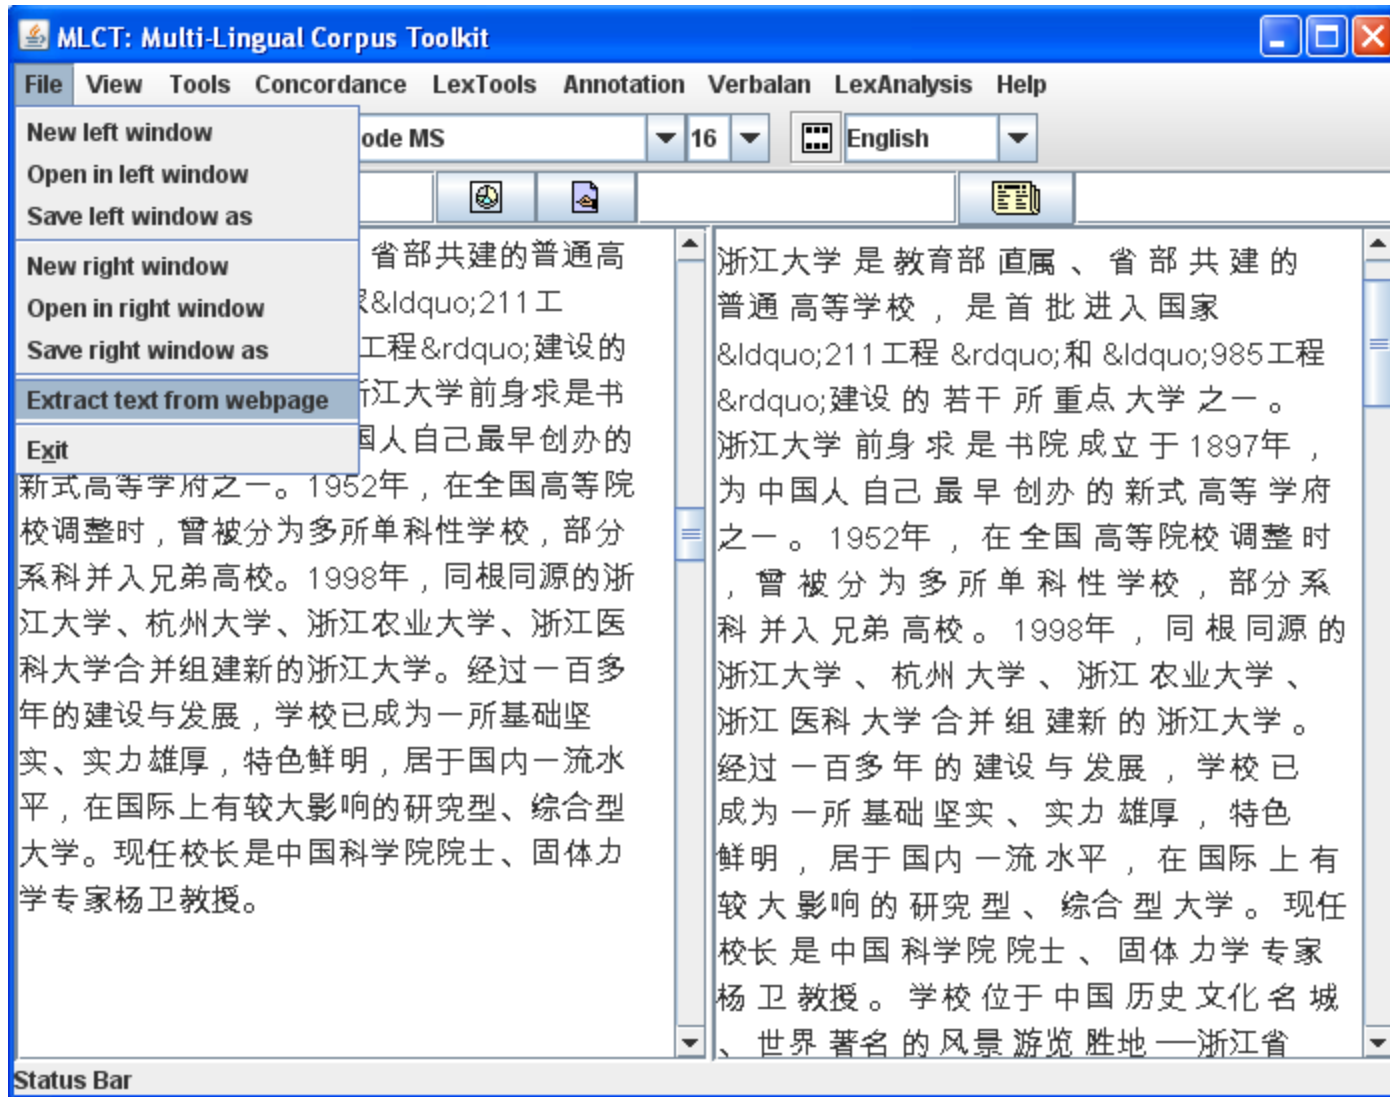 MLCT: Multi-Lingual Corpus Toolkit
File View Tools Concordance LexTools Annotation Verbalan LexAnalysis Help
ode MS 16 English
New left window
Open in left window
Save left window as
New right window
Open in right window
Save right window as
Extract text from webpage
Exit
省部共建的普通高
&ldquo;211工
工程&rdquo;建设的
江大学前身求是书
国人自己最早创办的
新式高等学府之一。1952年，在全国高等院
校调整时，曾被分为多所单科性学校，部分
系科并入兄弟高校。1998年，同根同源的浙
江大学、杭州大学、浙江农业大学、浙江医
科大学合并组建新的浙江大学。经过一百多
年的建设与发展，学校已成为一所基础坚
实、实力雄厚，特色鲜明，居于国内一流水
平，在国际上有较大影响的研究型、综合型
大学。现任校长是中国科学院院士、固体力
学专家杨卫教授。
浙江大学 是 教育部 直属 、 省 部 共 建 的
普通 高等学校 ， 是 首 批 进入 国家
&ldquo;211工程 &rdquo;和 &ldquo;985工程
&rdquo;建设 的 若干 所 重点 大学 之一 。
浙江大学 前身 求 是 书院 成立 于 1897年 ，
为 中国人 自己 最 早 创办 的 新式 高等 学府
之一 。 1952年 ， 在 全国 高等院校 调整 时
， 曾 被 分 为 多 所 单 科 性 学校 ， 部分 系
科 并入 兄弟 高校 。 1998年 ， 同 根 同源 的
浙江大学 、 杭州 大学 、 浙江 农业大学 、
浙江 医科 大学 合并 组 建新 的 浙江大学 。
经过 一百多 年 的 建设 与 发展 ， 学校 已
成为 一所 基础 坚实 、 实力 雄厚 ， 特色
鲜明 ， 居于 国内 一流 水平 ， 在 国际 上 有
较 大 影响 的 研究 型 、 综合 型 大学 。 现任
校长 是 中国 科学院 院士 、 固体 力学 专家
杨 卫 教授 。 学校 位于 中国 历史 文化 名 城
、 世界 著名 的 风景 游览 胜地 —浙江省
Status Bar